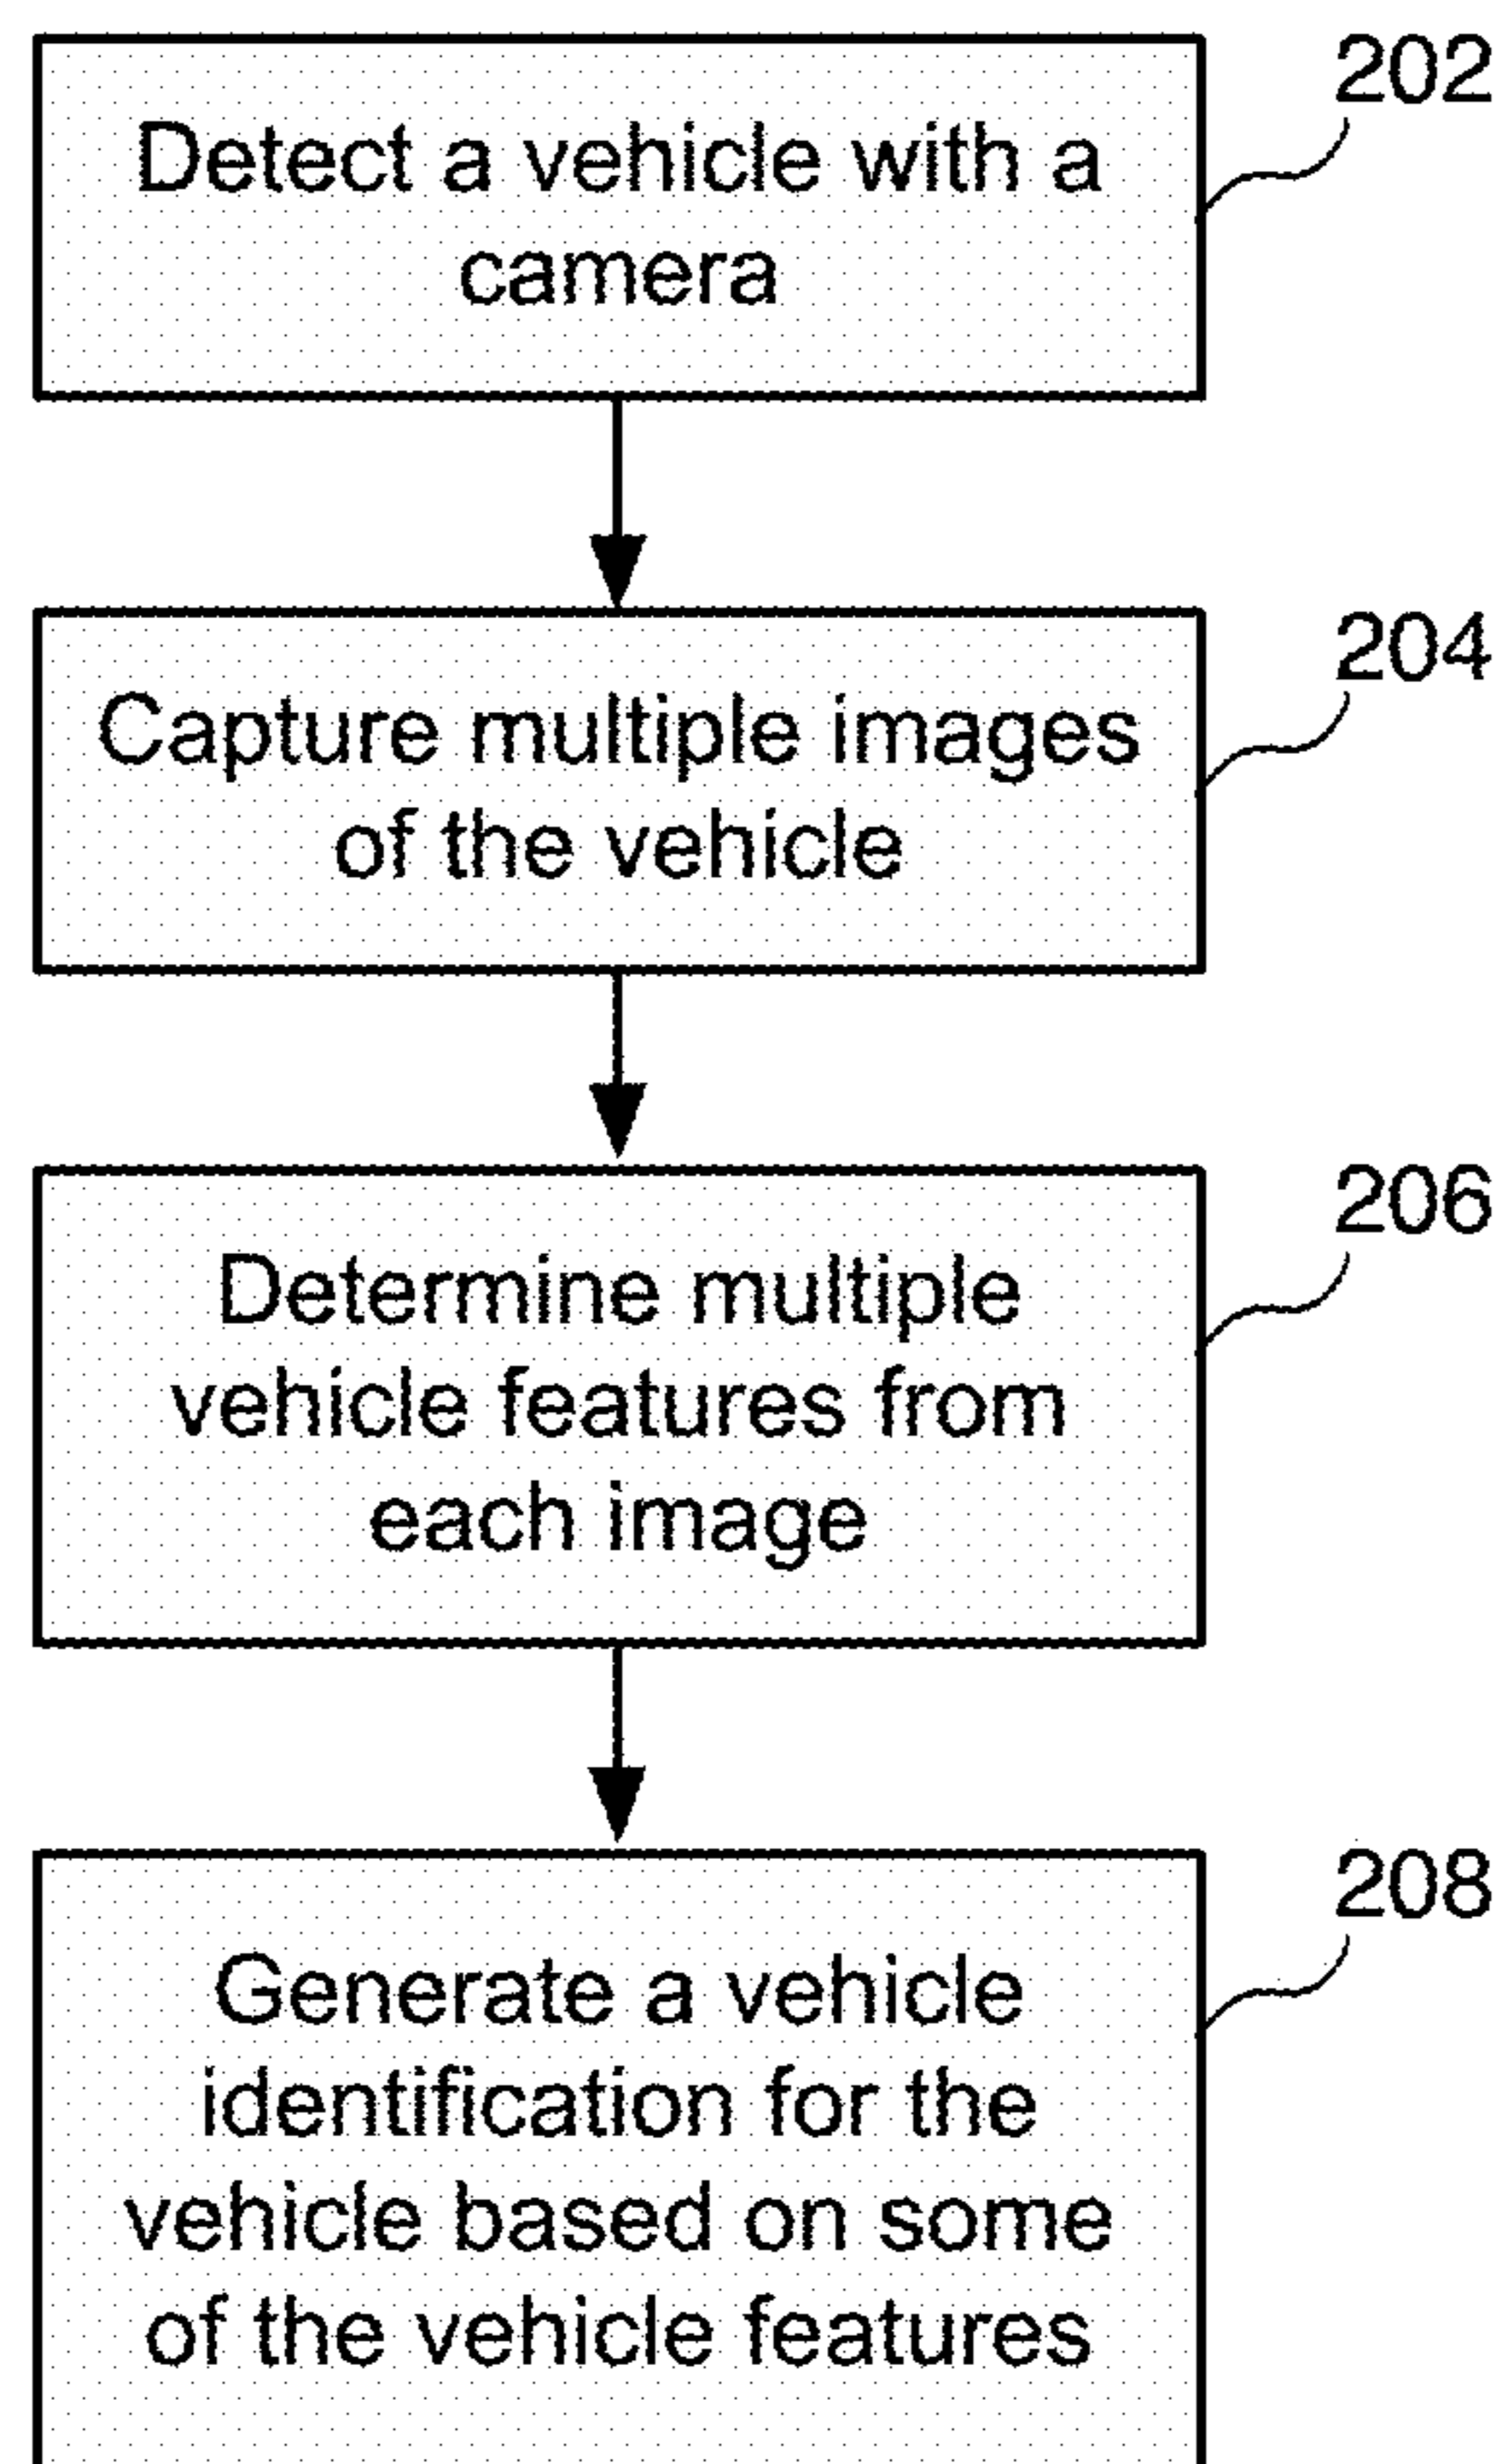 202
Detect a vehicle with a
camera
204
Capture multiple images
of the vehicle
206
Determine multiple
vehicle features from
each image
208
Generate a vehicle
identification for the
vehicle based on some
of the vehicle features